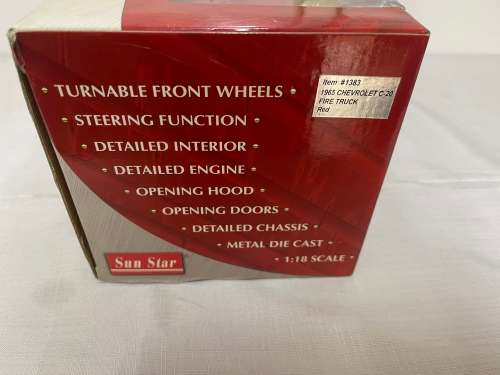 Item #1383
1965 CHEVROLET C-20
FIRE TRUCK
Red
• TURNABLE FRONT WHEELS •
• STEERING FUNCTION •
• DETAILED INTERIOR •
• DETAILED ENGINE •
• OPENING HOOD •
• OPENING DOORS •
• DETAILED CHASSIS •
• METAL DIE CAST •
• 1:18 SCALE •
Sun Star®